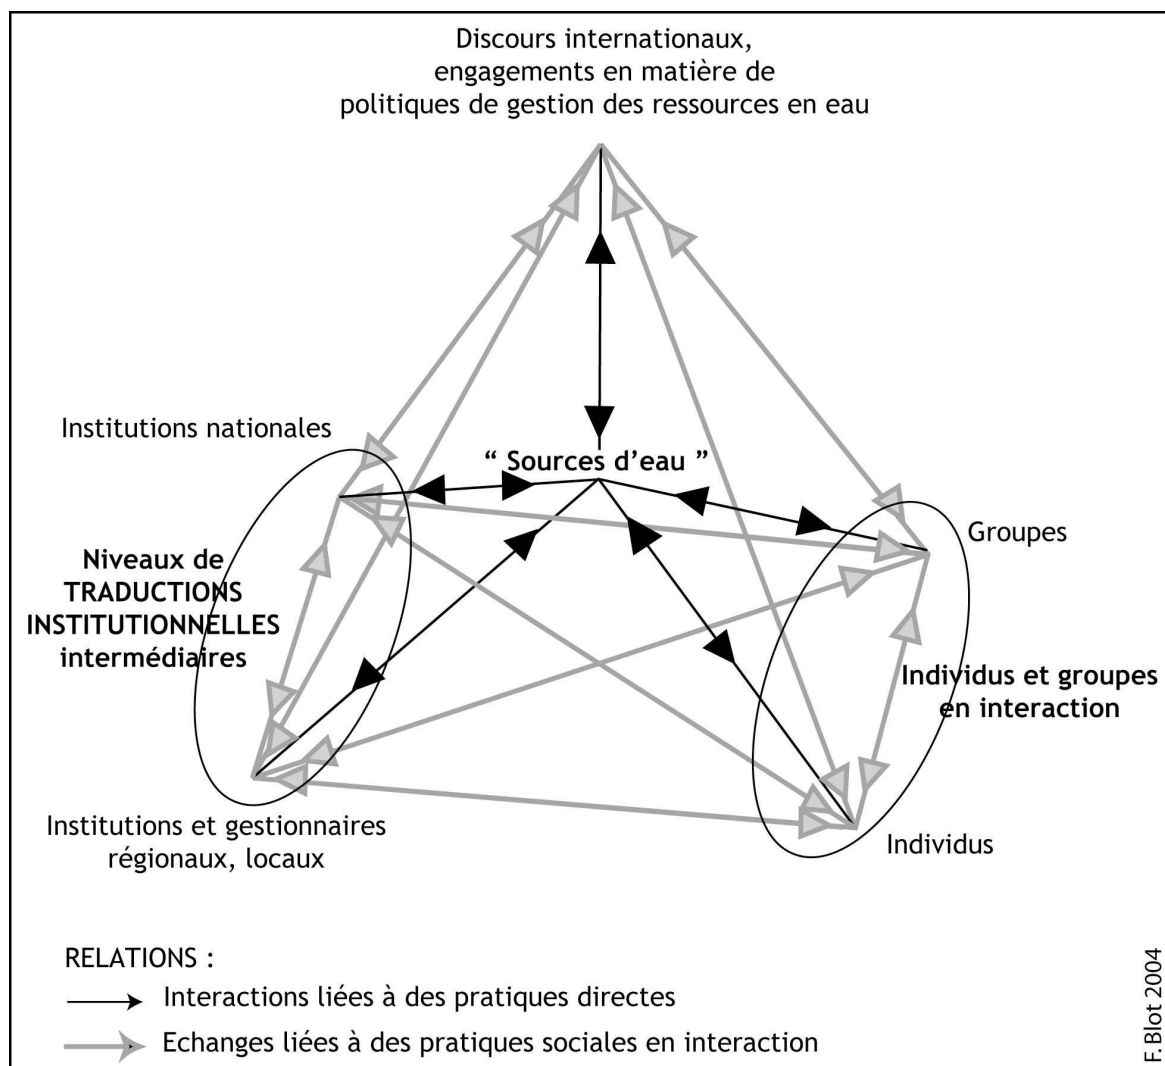 Discours internationaux,
engagements en matière de
politiques de gestion des ressources en eau
Institutions nationales
“ Sources d’eau ”
Groupes
Niveaux de
TRADUCTIONS
INSTITUTIONNELLES
intermédiaires
Individus et groupes
en interaction
Institutions et gestionnaires
régionaux, locaux
Individus
RELATIONS :
Interactions liées à des pratiques directes
Echanges liées à des pratiques sociales en interaction
F. Blot 2004